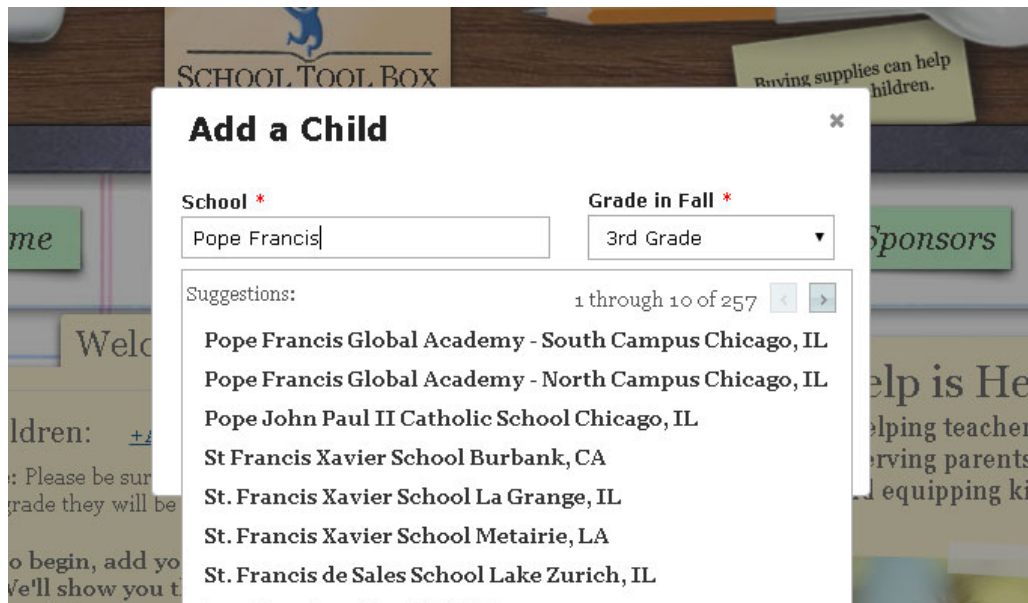 SCHOOL TOOL BOX
Buying supplies can help
children.
Add a Child
School *
Grade in Fall *
Pope Francis
3rd Grade
me
Sponsors
Suggestions:
1 through 10 of 257
Pope Francis Global Academy - South Campus Chicago, IL
Pope Francis Global Academy - North Campus Chicago, IL
Pope John Paul II Catholic School Chicago, IL
St Francis Xavier School Burbank, CA
St. Francis Xavier School La Grange, IL
St. Francis Xavier School Metairie, LA
St. Francis de Sales School Lake Zurich, IL
Welc
ldren: +A
: Please be sur
grade they will be
o begin, add yo
We'll show you t
elp is He
elping teacher
erving parents
equipping ki